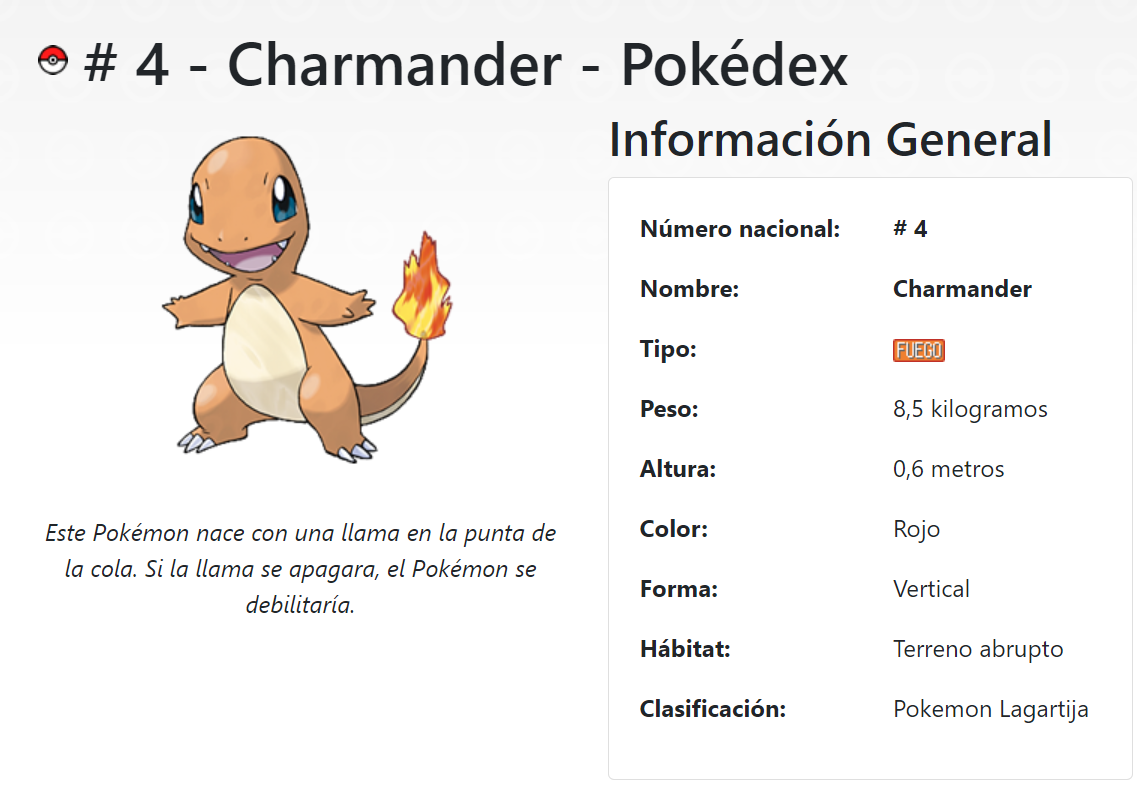 # 4 - Charmander - Pokédex
Información General
Número nacional: # 4
Nombre: Charmander
Tipo: FUEGO
Peso: 8,5 kilogramos
Altura: 0,6 metros
Color: Rojo
Forma: Vertical
Hábitat: Terreno abrupto
Clasificación: Pokemon Lagartija
Este Pokémon nace con una llama en la punta de
la cola. Si la llama se apagara, el Pokémon se
debilitaría.